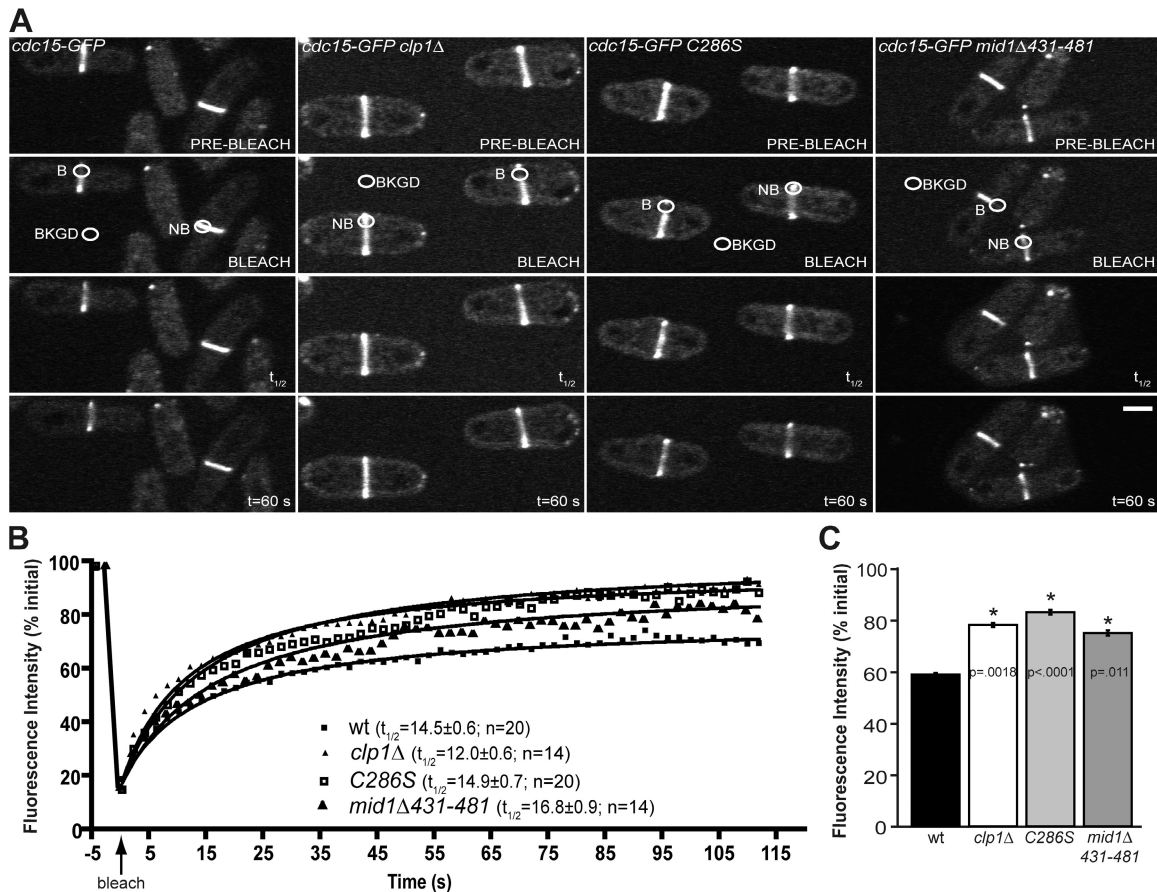 A
cdc15-GFP
cdc15-GFP clp1Δ
cdc15-GFP C286S
cdc15-GFP mid1Δ431-481
PRE-BLEACH
PRE-BLEACH
PRE-BLEACH
PRE-BLEACH
B
BKGD
NB
BLEACH
BKGD
B
NB
BLEACH
B
NB
BKGD
BLEACH
BKGD
B
NB
BLEACH
t1/2
t1/2
t1/2
t1/2
t=60 s
t=60 s
t=60 s
t=60 s
B
Fluorescence Intensity (% initial)
100
80
60
40
20
0
-5
5
15
25
35
45
55
65
75
85
95
105
115
bleach
Time (s)
wt (t1/2=14.5±0.6; n=20)
clp1Δ (t1/2=12.0±0.6; n=14)
C286S (t1/2=14.9±0.7; n=20)
mid1Δ431-481 (t1/2=16.8±0.9; n=14)
C
Fluorescence Intensity (% initial)
100
80
60
40
20
0
*
*
*
p=.0018
p<.0001
p=.011
wt
clp1Δ
C286S
mid1Δ
431-481